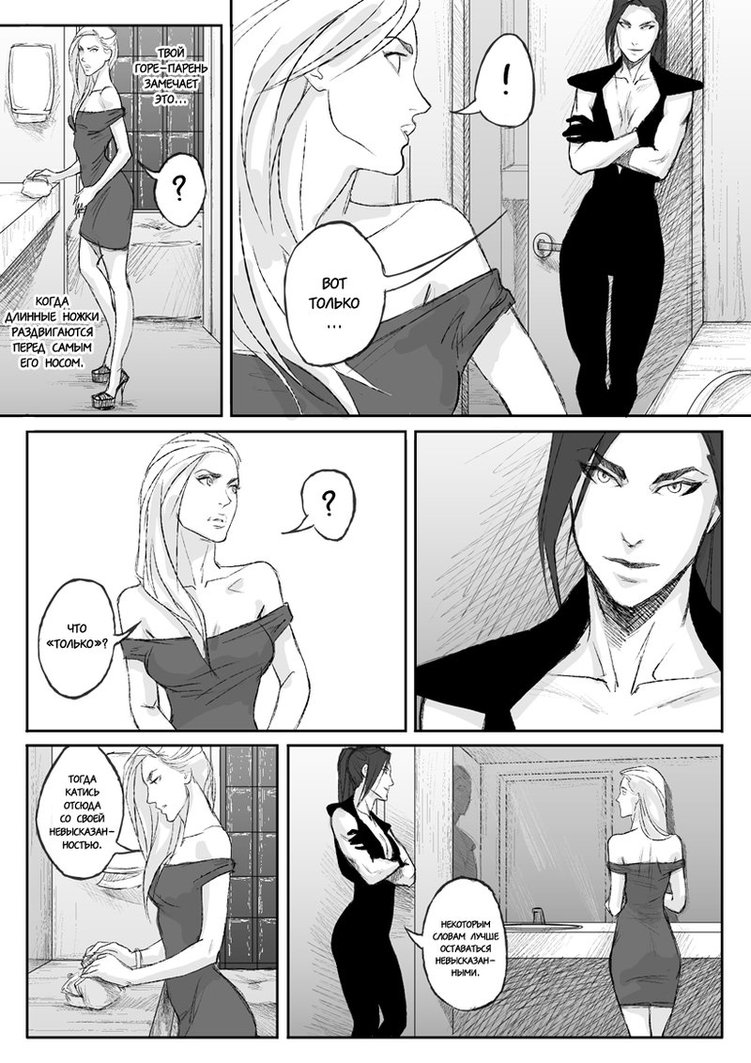 ТВОЙ
ГОРЕ-ПАРЕНЬ
ЗАМЕЧАЕТ
ЭТО...
?
КОГДА
ДЛИННЫЕ НОЖКИ
РАЗДВИГАЮТСЯ
ПЕРЕД САМЫМ
ЕГО НОСОМ.
!
ВОТ
ТОЛЬКО
...
?
ЧТО
«ТОЛЬКО»?
ТОГДА
КАТИСЬ
ОТСЮДА
СО СВОЕЙ
НЕВЫСКАЗАН-
НОСТЬЮ.
НЕКОТОРЫМ
СЛОВАМ ЛУЧШЕ
ОСТАВАТЬСЯ
НЕВЫСКАЗАН-
НЫМИ.